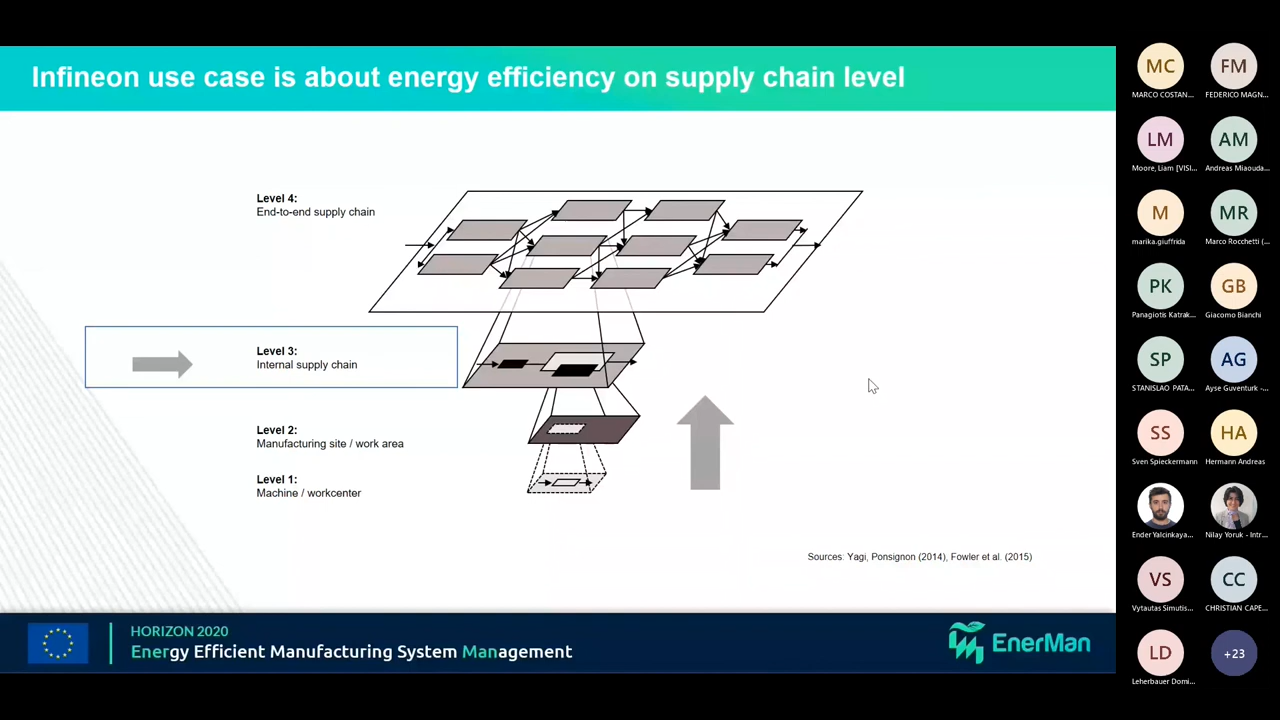 Infineon use case is about energy efficiency on supply chain level
Level 4:
End-to-end supply chain
Level 3:
Internal supply chain
Level 2:
Manufacturing site / work area
Level 1:
Machine / workcenter
Sources: Yagi, Ponsignon (2014), Fowler et al. (2015)
HORIZON 2020
Energy Efficient Manufacturing System Management
EnerMan
MC
MARCO COSTAN...
FM
FEDERICO MAGN...
LM
Moore, Liam [VISI...
AM
Andreas Miaouda...
M
marika.giuffrida
MR
Marco Rocchetti (...
PK
Panagiotis Katrak...
GB
Giacomo Bianchi
SP
STANISLAO PATA...
AG
Ayse Guventurk -...
SS
Sven Spieckermann
HA
Hermann Andreas
Ender Yalcinkaya...
Nilay Yoruk - Intr...
VS
Vytautas Simutis...
CC
CHRISTIAN CAPE...
LD
Leherbauer Domi...
+23